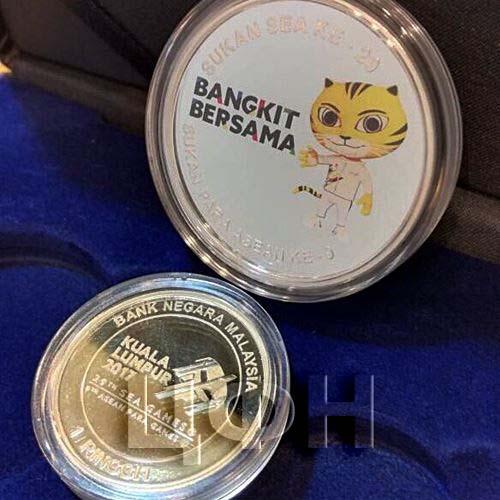 SUKAN SEA KE - 29
BANGKIT
BERSAMA
SUKAN PARA ASEAN KE - 9
BANK NEGARA MALAYSIA
KUALA
LUMPUR
29TH SEA GAMES &
9TH ASEAN PARA GAMES
1 RINGGIT